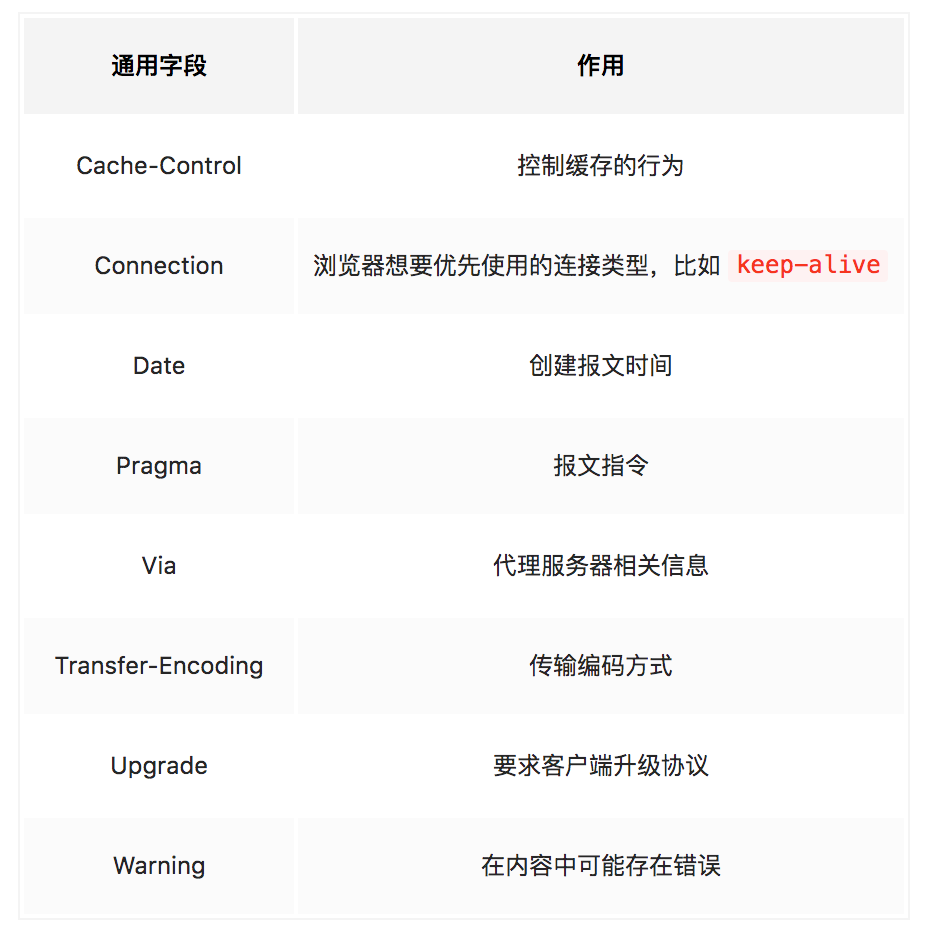 通用字段 作用
Cache-Control 控制缓存的行为
Connection 浏览器想要优先使用的连接类型，比如 keep-alive
Date 创建报文时间
Pragma 报文指令
Via 代理服务器相关信息
Transfer-Encoding 传输编码方式
Upgrade 要求客户端升级协议
Warning 在内容中可能存在错误